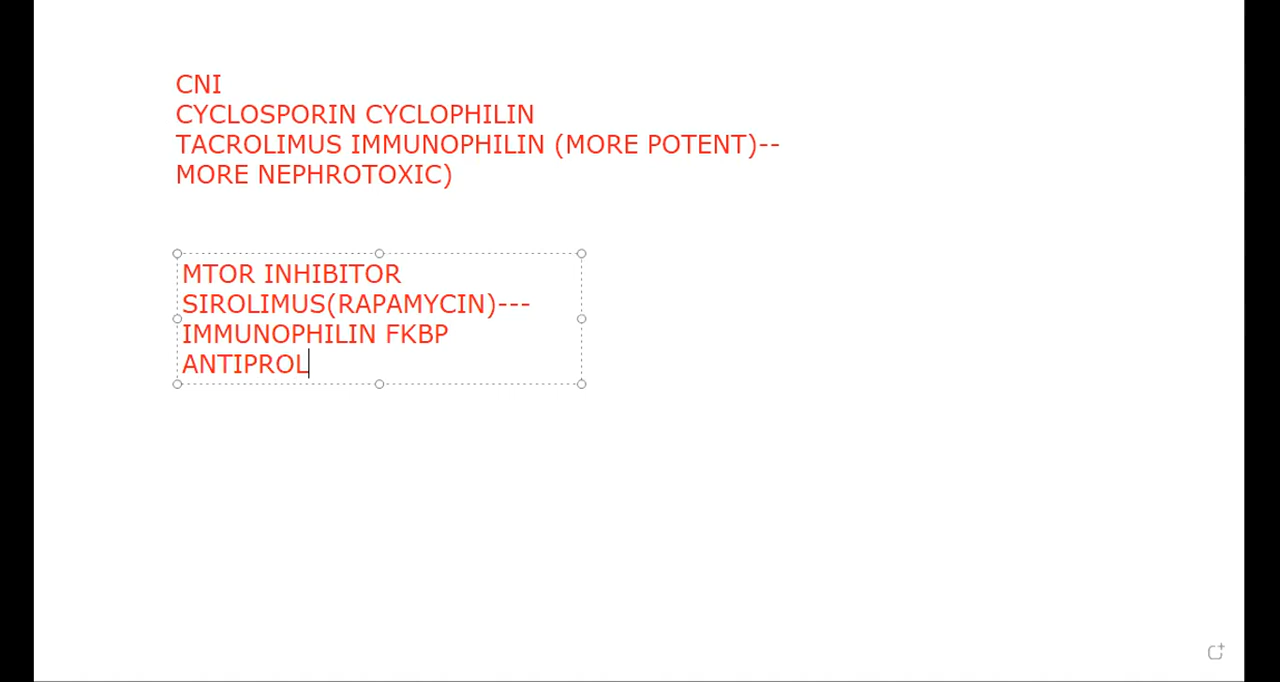 CNI
CYCLOSPORIN CYCLOPHILIN
TACROLIMUS IMMUNOPHILIN (MORE POTENT)--
MORE NEPHROTOXIC)
MTOR INHIBITOR
SIROLIMUS(RAPAMYCIN)---
IMMUNOPHILIN FKBP
ANTIPROL